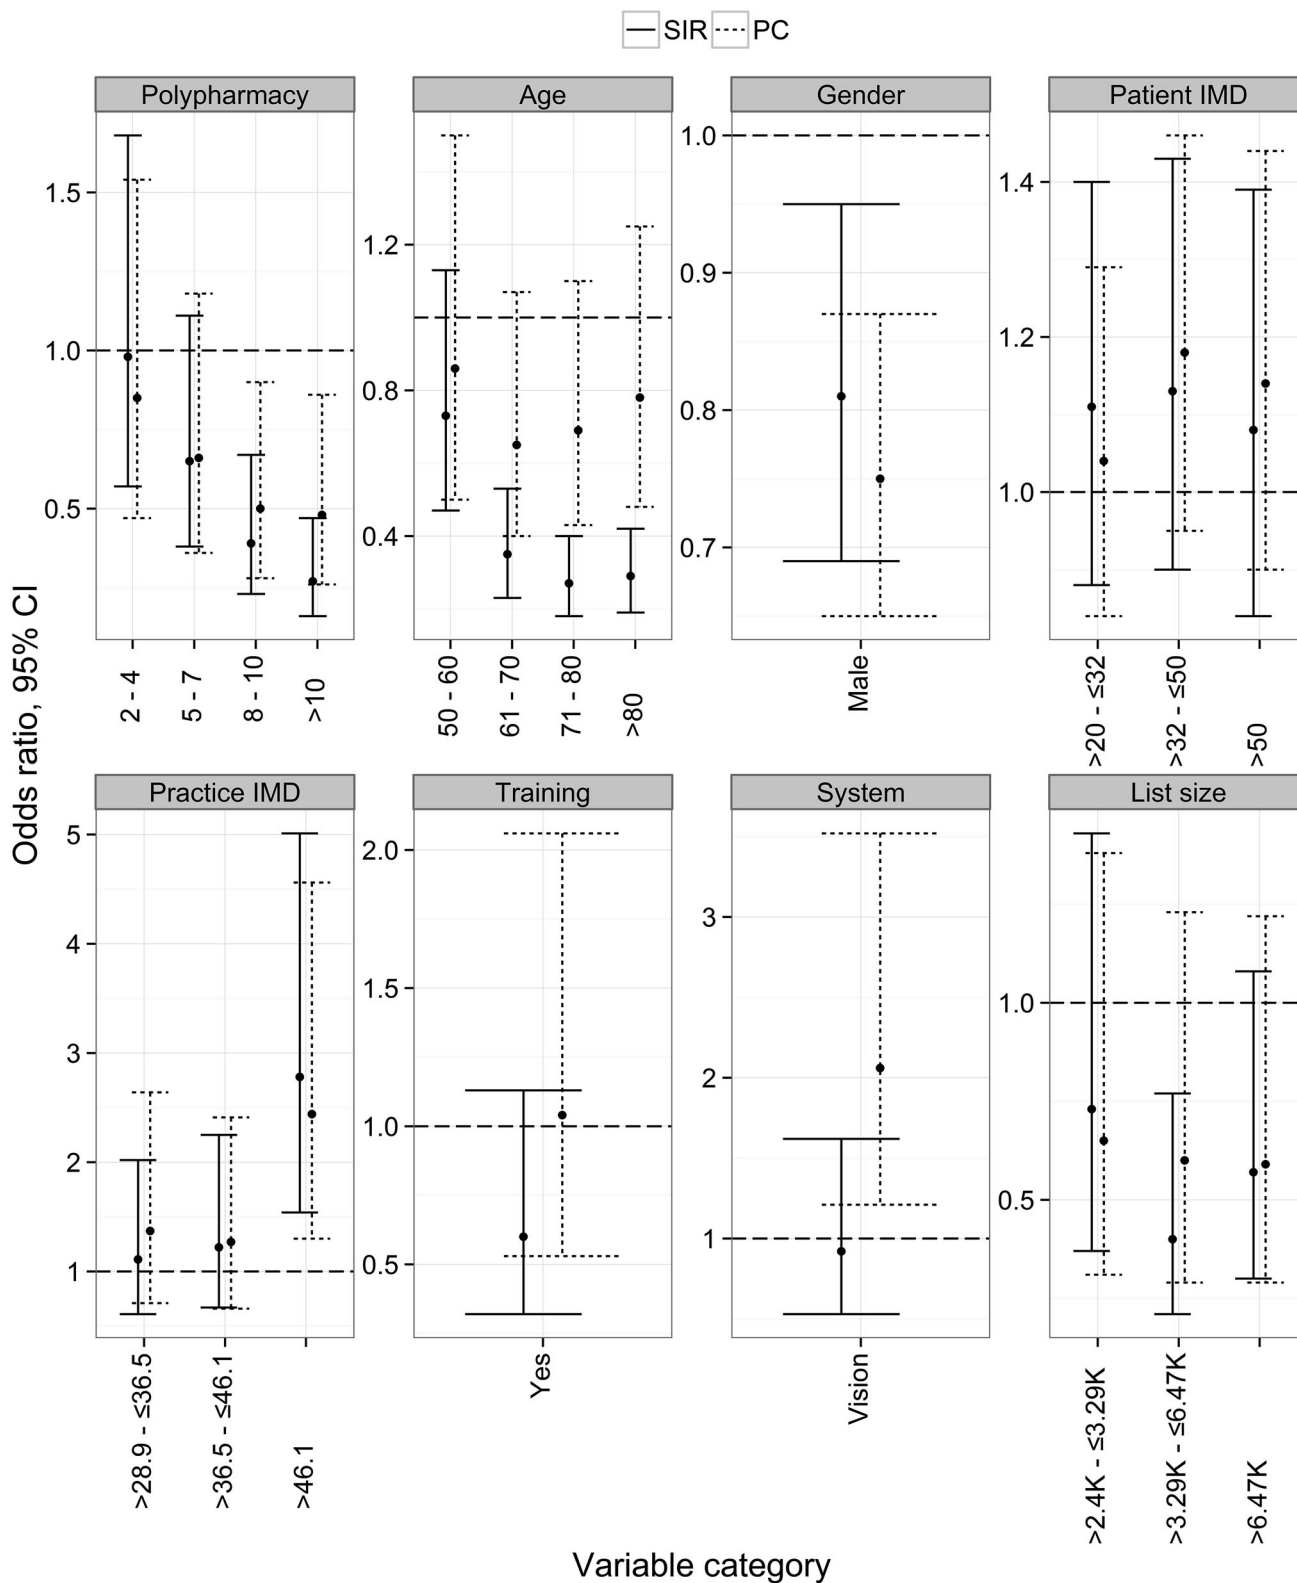 SIR PC
Polypharmacy
Age
Gender
Patient IMD
1.5
1.0
0.5
1.2
0.8
0.4
1.0
0.9
0.8
0.7
1.4
1.2
1.0
2 - 4
5 - 7
8 - 10
>10
50 - 60
61 - 70
71 - 80
>80
Male
>20 - ≤32
>32 - ≤50
>50
Odds ratio, 95% CI
Practice IMD
Training
System
List size
5
4
3
2
1
2.0
1.5
1.0
0.5
3
2
1
1.0
0.5
>28.9 - ≤36.5
>36.5 - ≤46.1
>46.1
Yes
Vision
>2.4K - ≤3.29K
>3.29K - ≤6.47K
>6.47K
Variable category